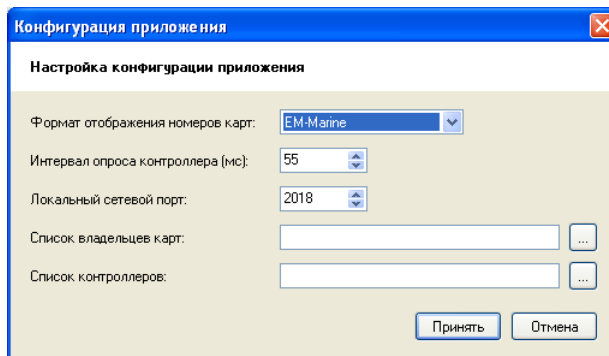 Конфигурация приложения
Настройка конфигурации приложения
Формат отображения номеров карт: EM-Marine
Интервал опроса контроллера (мс): 55
Локальный сетевой порт: 2018
Список владельцев карт: ...
Список контроллеров: ...
Принять Отмена